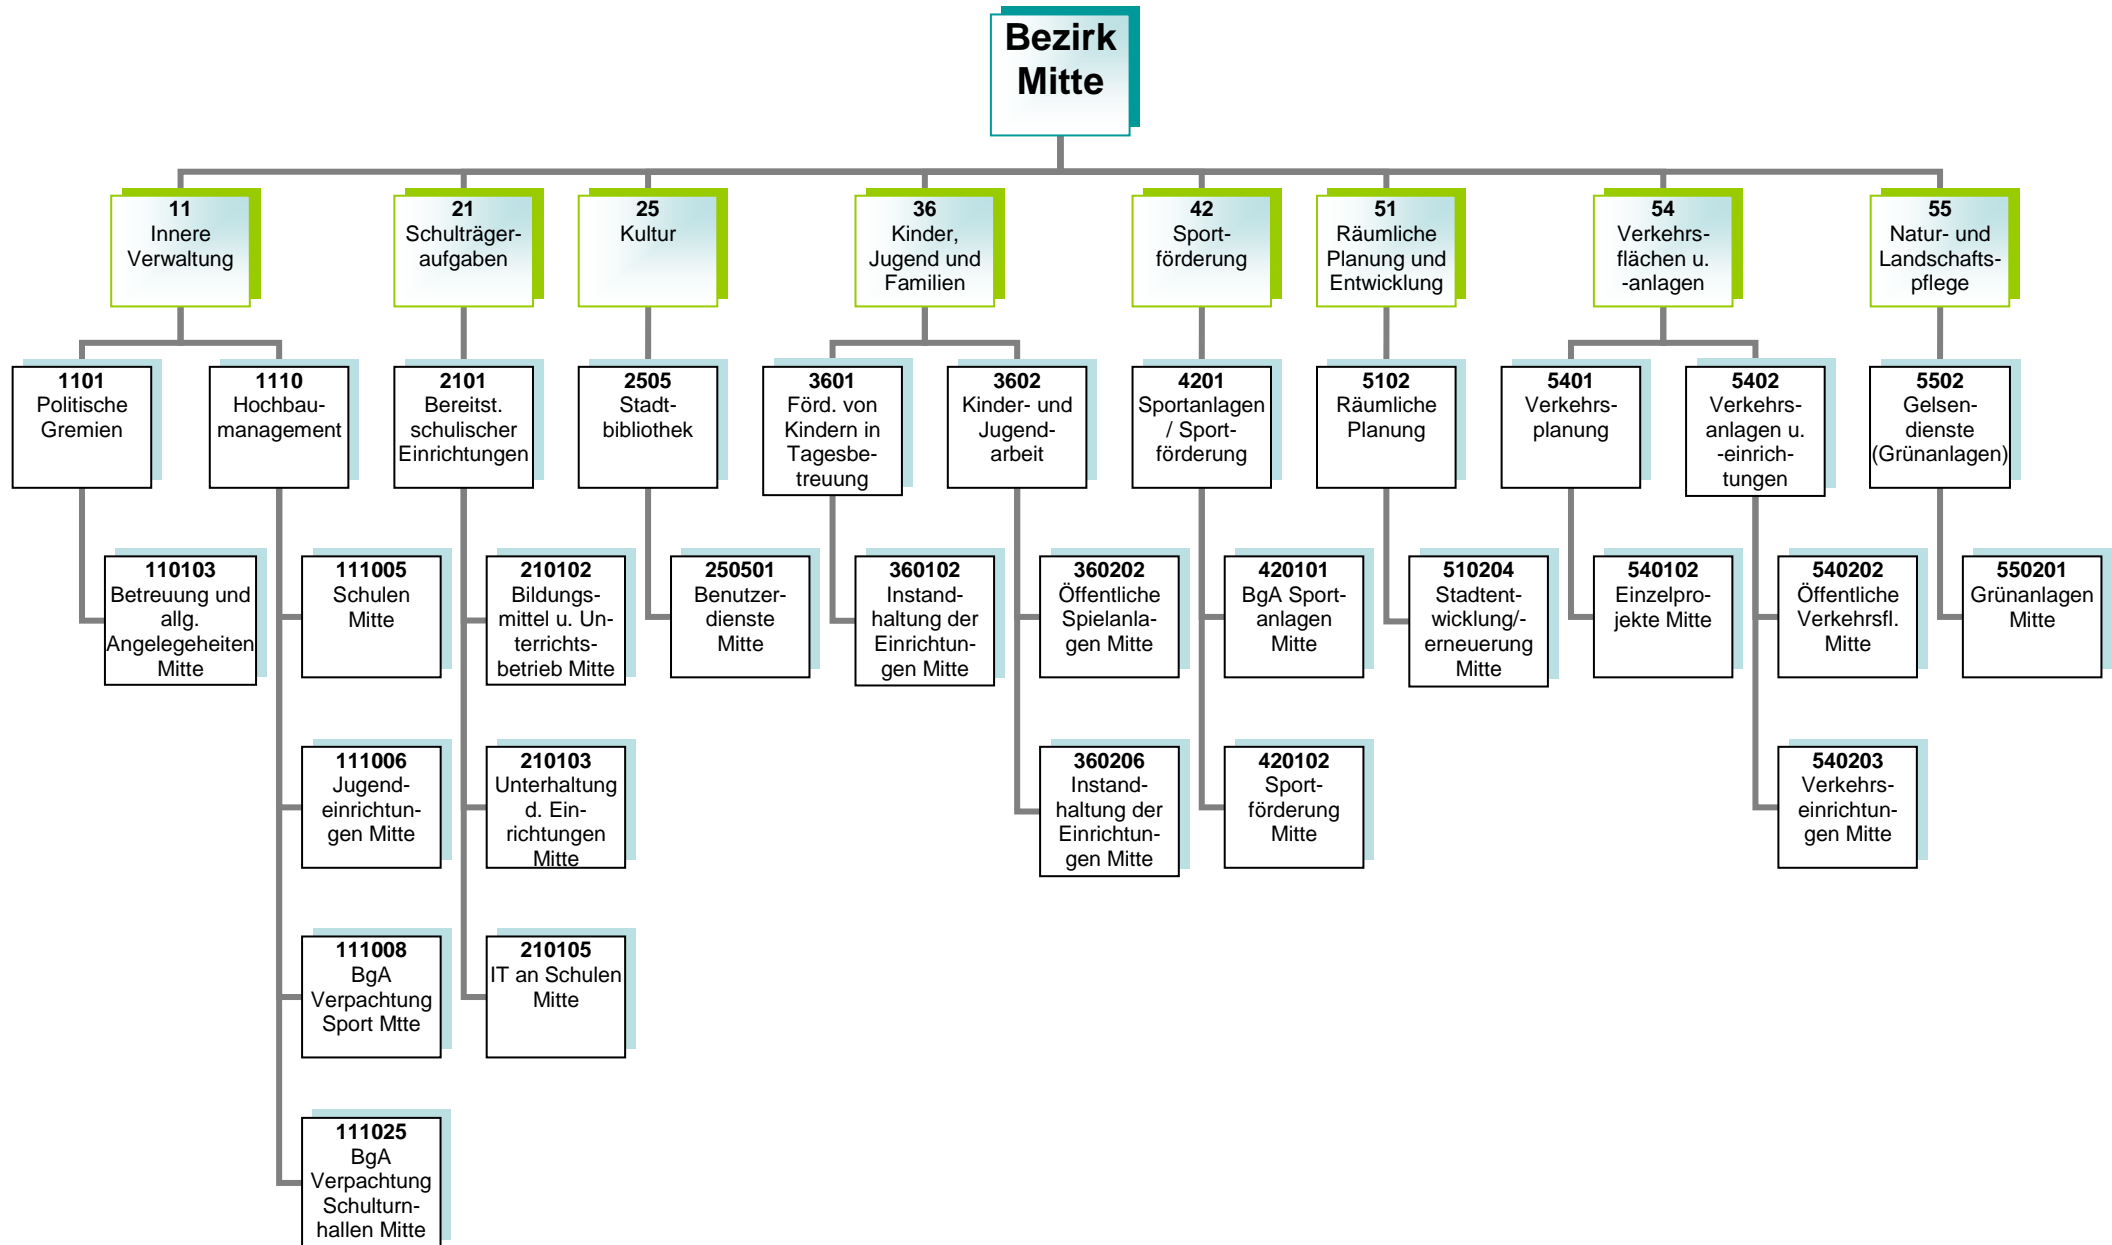 Bezirk
Mitte
11
Innere
Verwaltung
21
Schulträger-
aufgaben
25
Kultur
36
Kinder,
Jugend und
Familien
42
Sport-
förderung
51
Räumliche
Planung und
Entwicklung
54
Verkehrs-
flächen u.
-anlagen
55
Natur- und
Landschafts-
pflege
1101
Politische
Gremien
1110
Hochbau-
management
2101
Bereitst.
schulischer
Einrichtungen
2505
Stadt-
bibliothek
3601
Förd. von
Kindern in
Tagesbe-
treuung
3602
Kinder- und
Jugend-
arbeit
4201
Sportanlagen
/ Sport-
förderung
5102
Räumliche
Planung
5401
Verkehrs-
planung
5402
Verkehrs-
anlagen u.
-einrich-
tungen
5502
Gelsen-
dienste
(Grünanlagen)
110103
Betreuung und
allg.
Angelegeheiten
Mitte
111005
Schulen
Mitte
210102
Bildungs-
mittel u. Un-
terrichts-
betrieb Mitte
250501
Benutzer-
dienste
Mitte
360102
Instand-
haltung der
Einrichtun-
gen Mitte
360202
Öffentliche
Spielanla-
gen Mitte
420101
BgA Sport-
anlagen
Mitte
510204
Stadtent-
wicklung/-
erneuerung
Mitte
540102
Einzelpro-
jekte Mitte
540202
Öffentliche
Verkehrsfl.
Mitte
550201
Grünanlagen
Mitte
111006
Jugend-
einrichtun-
gen Mitte
210103
Unterhaltung
d. Ein-
richtungen
Mitte
360206
Instand-
haltung der
Einrichtun-
gen Mitte
420102
Sport-
förderung
Mitte
540203
Verkehrs-
einrichtun-
gen Mitte
111008
BgA
Verpachtung
Sport Mtte
210105
IT an Schulen
Mitte
111025
BgA
Verpachtung
Schulturn-
hallen Mitte